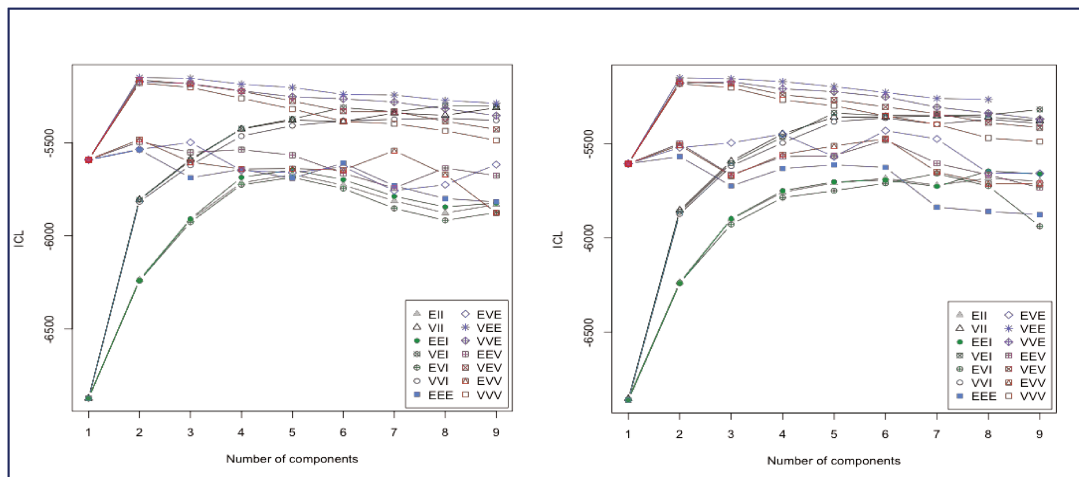 ICL
-5500
-6000
-6500
1 2 3 4 5 6 7 8 9
Number of components
EII EVE
VII VEE
EEI VVE
VEI EEV
EVI VEV
VVI EVV
EEE VVV
ICL
-5500
-6000
-6500
1 2 3 4 5 6 7 8 9
Number of components
EII EVE
VII VEE
EEI VVE
VEI EEV
EVI VEV
VVI EVV
EEE VVV